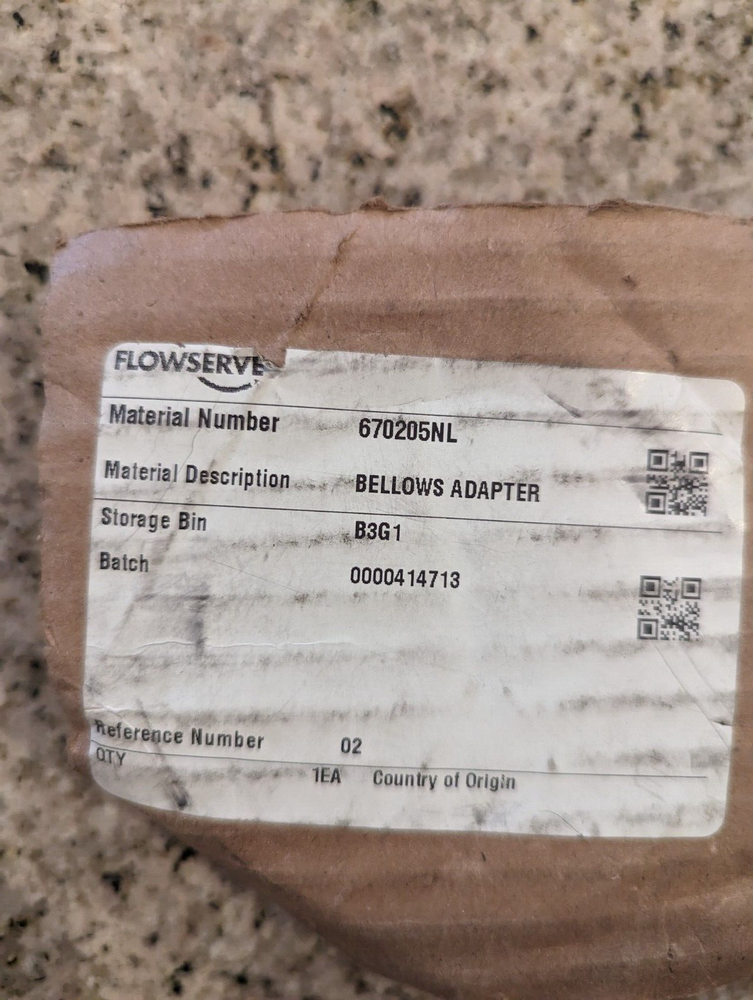 FLOWSERVE
Material Number 670205NL
Material Description BELLOWS ADAPTER
Storage Bin B3G1
Batch 0000414713
Reference Number 02
QTY 1EA Country of Origin